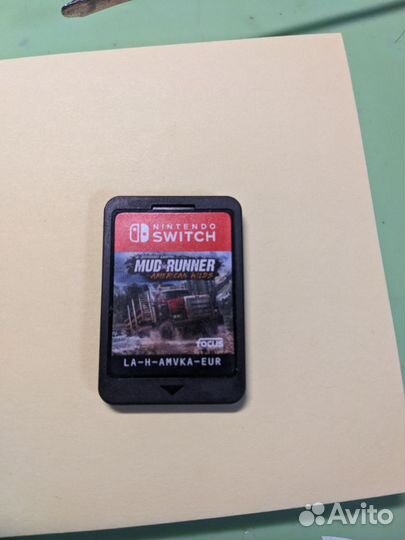 NINTENDO
SWITCH
MUD RUNNER
AMERICAN WILDS
FOCUS
LA-H-AMVKA-EUR
Avito